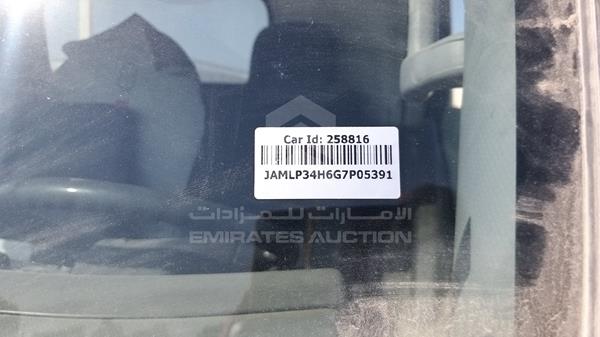 Car Id: 258816
JAMLP34H6G7P05391
الامارات للمزادات
EMIRATES AUCTION